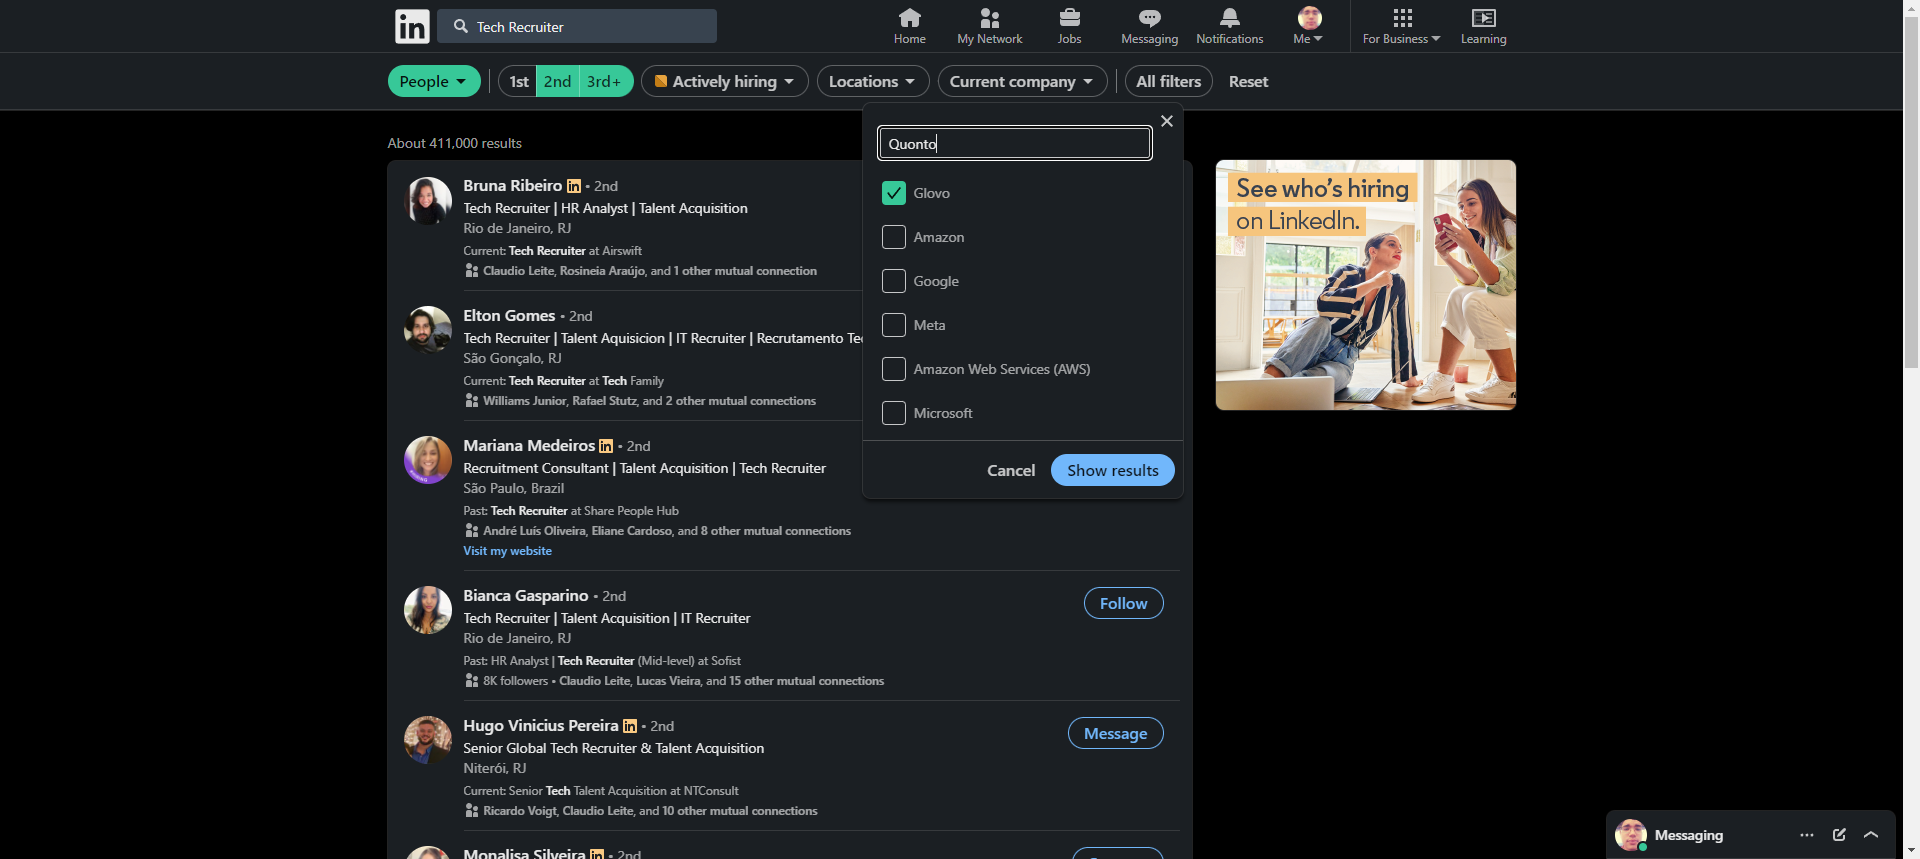 in
Tech Recruiter
Home
My Network
Jobs
Messaging
Notifications
Me
For Business
Learning
People
1st
2nd
3rd+
Actively hiring
Locations
Current company
All filters
Reset
About 411,000 results
Bruna Ribeiro in • 2nd
Tech Recruiter | HR Analyst | Talent Acquisition
Rio de Janeiro, RJ
Current: Tech Recruiter at Airswift
Claudio Leite, Rosineia Araújo, and 1 other mutual connection
Elton Gomes • 2nd
Tech Recruiter | Talent Aquisicion | IT Recruiter | Recrutamento Te
São Gonçalo, RJ
Current: Tech Recruiter at Tech Family
Williams Junior, Rafael Stutz, and 2 other mutual connections
Mariana Medeiros in • 2nd
Recruitment Consultant | Talent Acquisition | Tech Recruiter
São Paulo, Brazil
Past: Tech Recruiter at Share People Hub
André Luís Oliveira, Eliane Cardoso, and 8 other mutual connections
Visit my website
Bianca Gasparino • 2nd
Tech Recruiter | Talent Acquisition | IT Recruiter
Rio de Janeiro, RJ
Past: HR Analyst | Tech Recruiter (Mid-level) at Sofist
8K followers • Claudio Leite, Lucas Vieira, and 15 other mutual connections
Follow
Hugo Vinicius Pereira in • 2nd
Senior Global Tech Recruiter & Talent Acquisition
Niterói, RJ
Current: Senior Tech Talent Acquisition at NTConsult
Ricardo Voigt, Claudio Leite, and 10 other mutual connections
Message
Monalisa Silveira in • 2nd
Quonto
Glovo
Amazon
Google
Meta
Amazon Web Services (AWS)
Microsoft
Cancel
Show results
See who's hiring
on LinkedIn.
Messaging